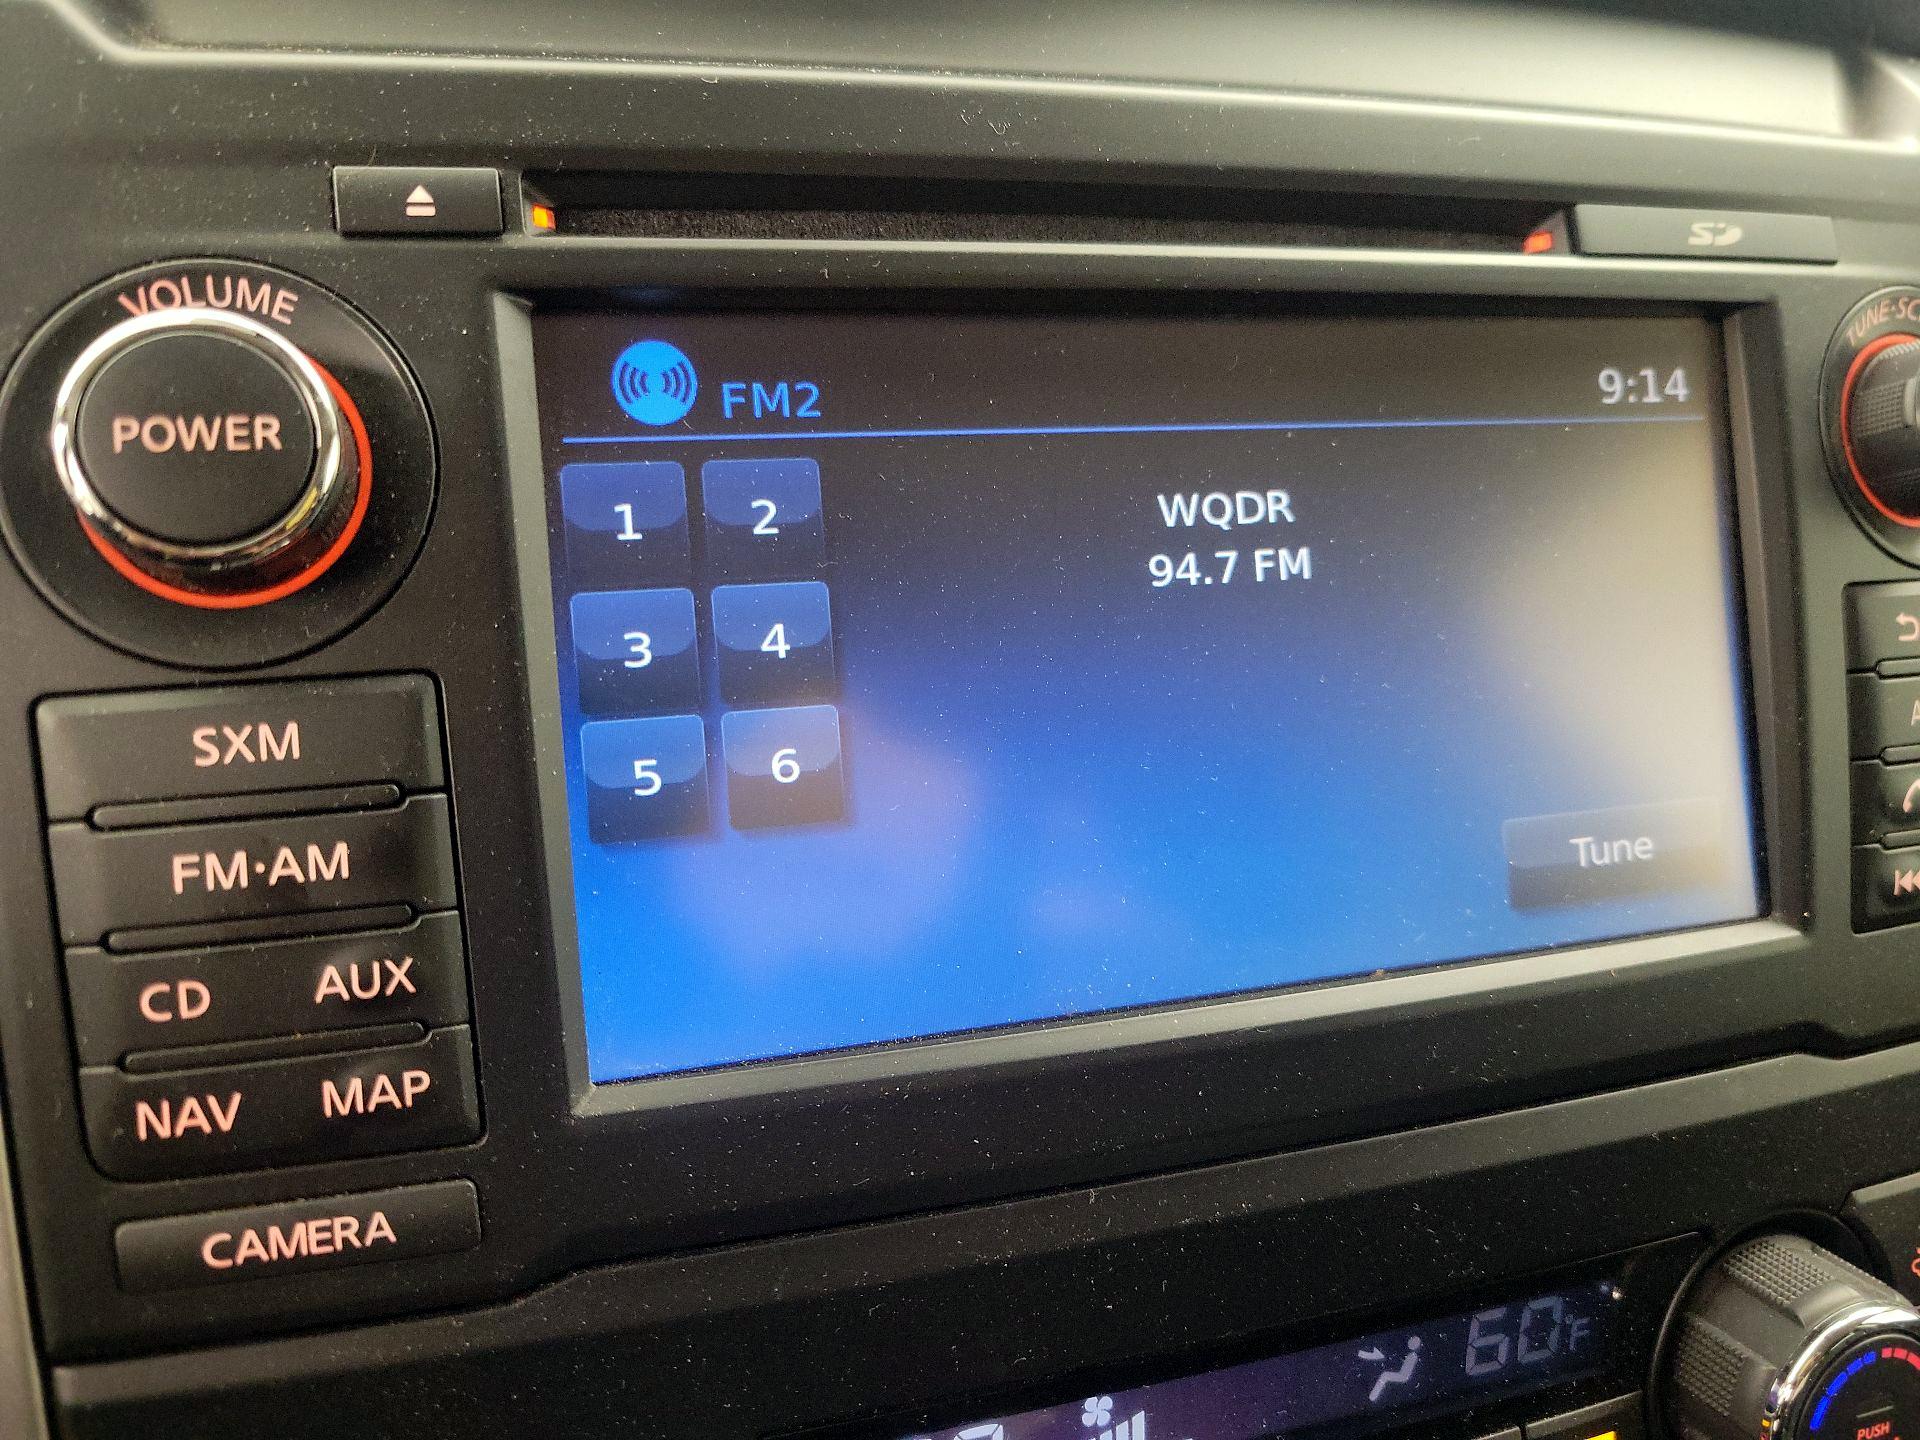 VOLUME
POWER
SD
FM2
9:14
1 2
3 4
5 6
WQDR
94.7 FM
Tune
SXM
FM·AM
CD AUX
NAV MAP
CAMERA
60°F
PUSH